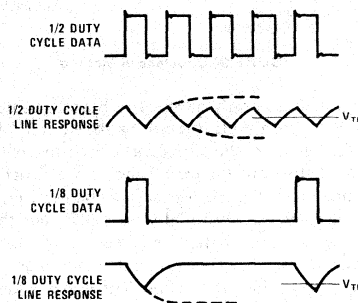 1/2 DUTY
CYCLE DATA
1/2 DUTY CYCLE
LINE RESPONSE
1/8 DUTY
CYCLE DATA
1/8 DUTY CYCLE
LINE RESPONSE